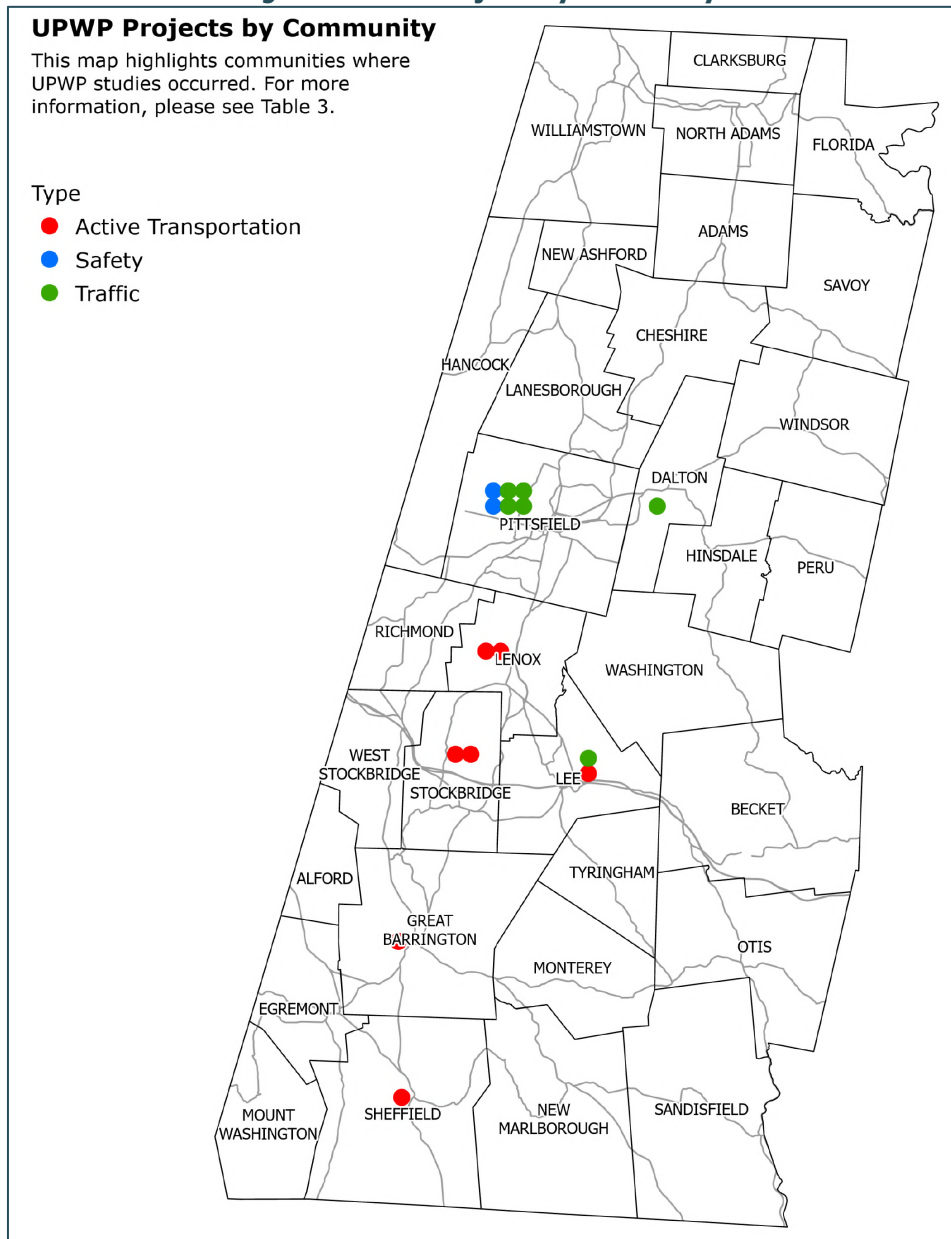 UPWP Projects by Community
This map highlights communities where
UPWP studies occurred. For more
information, please see Table 3.
Type
Active Transportation
Safety
Traffic
CLARKSBURG
WILLIAMSTOWN
NORTH ADAMS
FLORIDA
ADAMS
NEW ASHFORD
SAVOY
CHESHIRE
HANCOCK
LANESBOROUGH
WINDSOR
DALTON
PITTSFIELD
HINSDALE
PERU
RICHMOND
LENOX
WASHINGTON
WEST
STOCKBRIDGE
LEE
STOCKBRIDGE
BECKET
TYRINGHAM
ALFORD
GREAT
BARRINGTON
OTIS
MONTEREY
EGREMONT
MOUNT
WASHINGTON
SHEFFIELD
NEW
MARLBOROUGH
SANDISFIELD